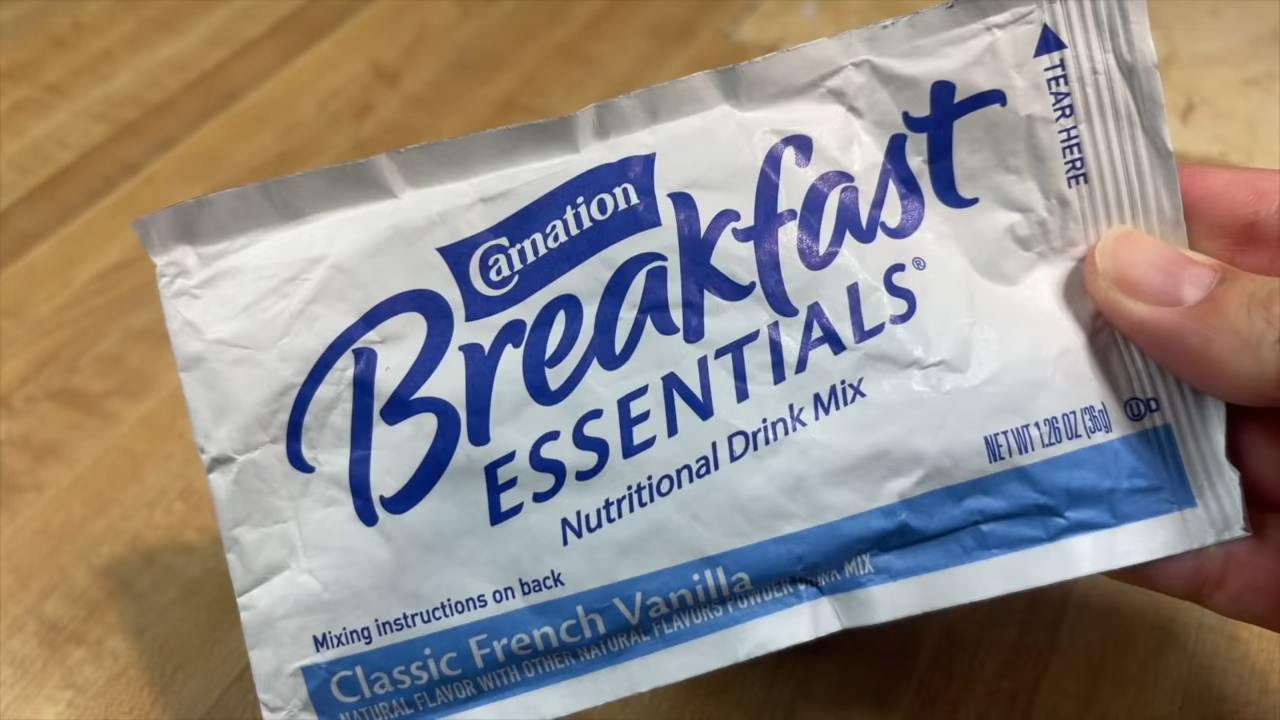 TEAR HERE
Carnation
Breakfast
ESSENTIALS®
Nutritional Drink Mix
NET WT 1.26 OZ (36g)
U D
Mixing instructions on back
Classic French Vanilla
NATURAL FLAVOR WITH OTHER NATURAL FLAVORS POWDER DRINK MIX